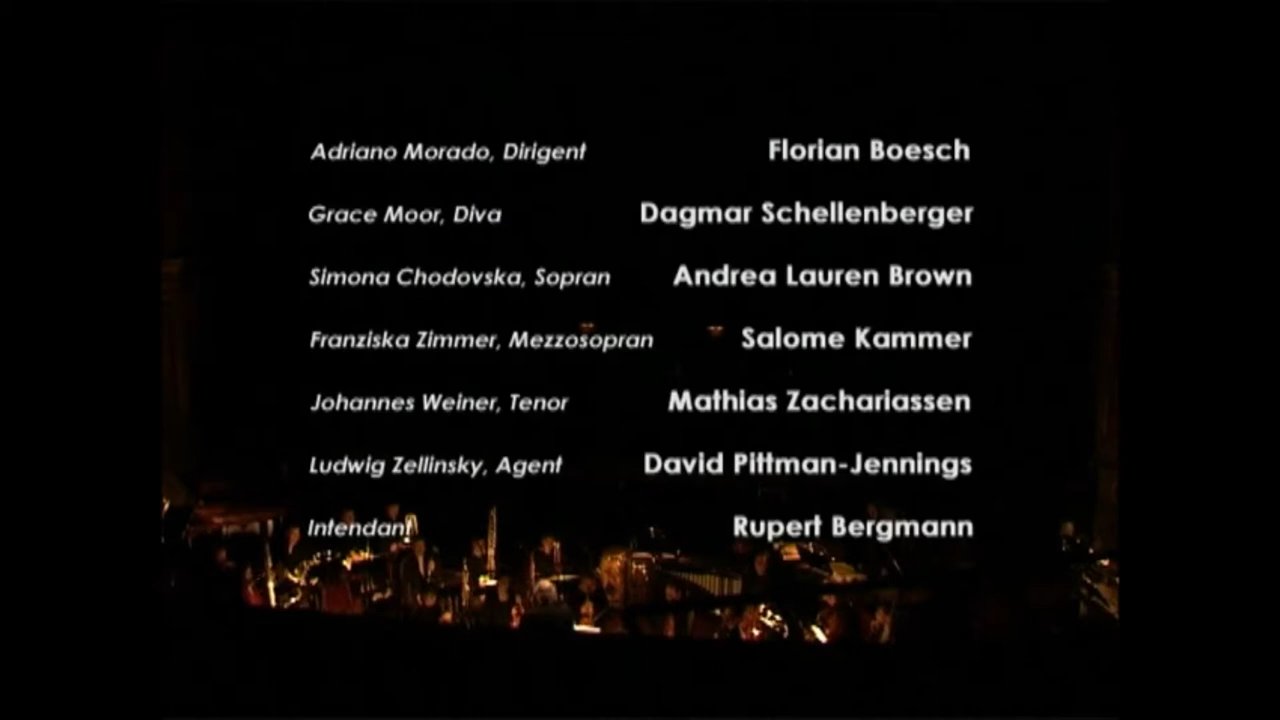 Adriano Morado, Dirigent Florian Boesch
Grace Moor, Diva Dagmar Schellenberger
Simona Chodovska, Sopran Andrea Lauren Brown
Franziska Zimmer, Mezzosopran Salome Kammer
Johannes Weiner, Tenor Mathias Zachariassen
Ludwig Zellinsky, Agent David Pittman-Jennings
Intendant Rupert Bergmann